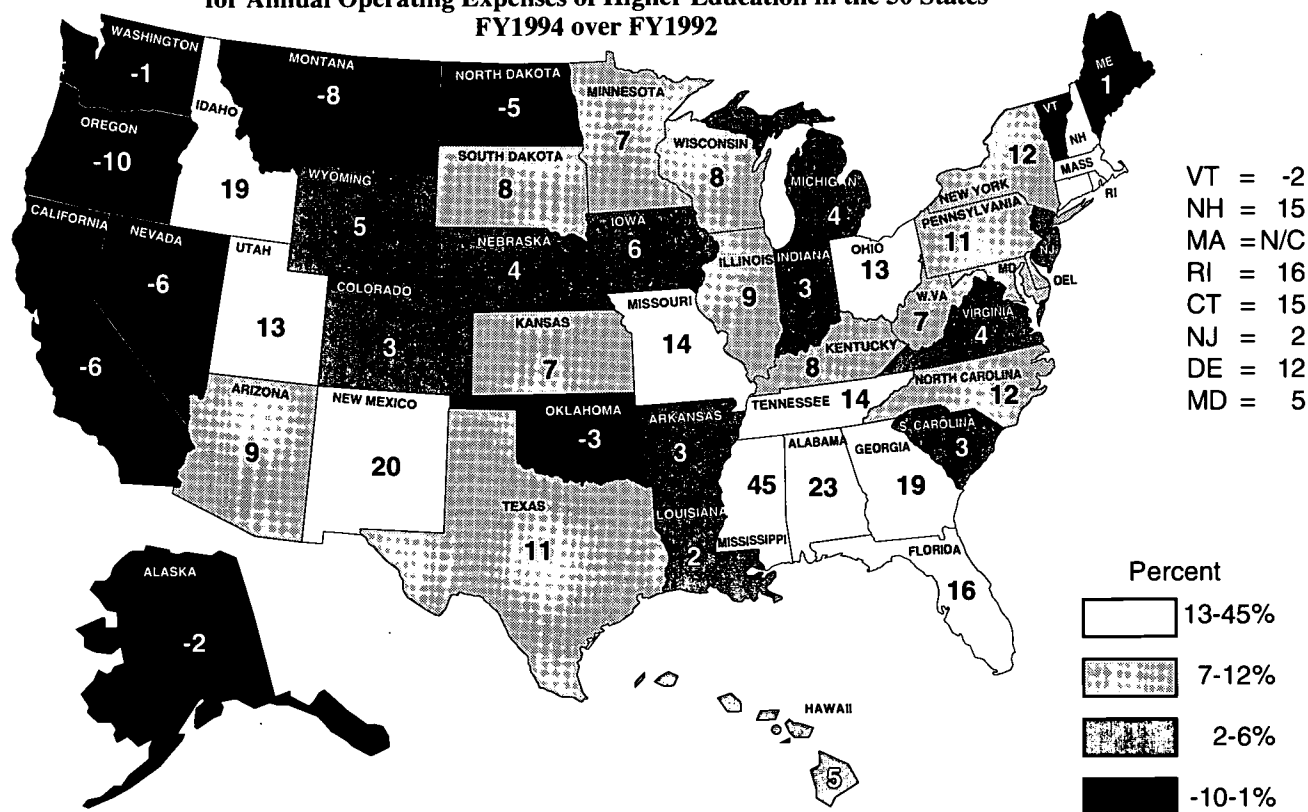 for Annual Operating Expenses of Higher Education in the 50 States
FY1994 over FY1992
WASHINGTON
-1
MONTANA
-8
NORTH DAKOTA
-5
MINNESOTA
7
ME
1
IDAHO
19
OREGON
-10
SOUTH DAKOTA
8
WISCONSIN
8
MICHIGAN
4
VT
NH
MASS
RI
12
NEW YORK
WYOMING
5
CALIFORNIA
-6
NEVADA
-6
UTAH
13
NEBRASKA
4
IOWA
6
ILLINOIS
9
INDIANA
3
OHIO
13
PENNSYLVANIA
11
NJ
MD
DEL
COLORADO
3
KANSAS
7
MISSOURI
14
W.VA
7
VIRGINIA
4
KENTUCKY
8
ARIZONA
9
NEW MEXICO
20
OKLAHOMA
-3
ARKANSAS
3
TENNESSEE 14
NORTH CAROLINA
12
S. CAROLINA
3
TEXAS
11
LOUISIANA
2
45
MISSISSIPPI
ALABAMA
23
GEORGIA
19
FLORIDA
16
ALASKA
-2
HAWAII
5
VT = -2
NH = 15
MA = N/C
RI = 16
CT = 15
NJ = 2
DE = 12
MD = 5
Percent
13-45%
7-12%
2-6%
-10-1%